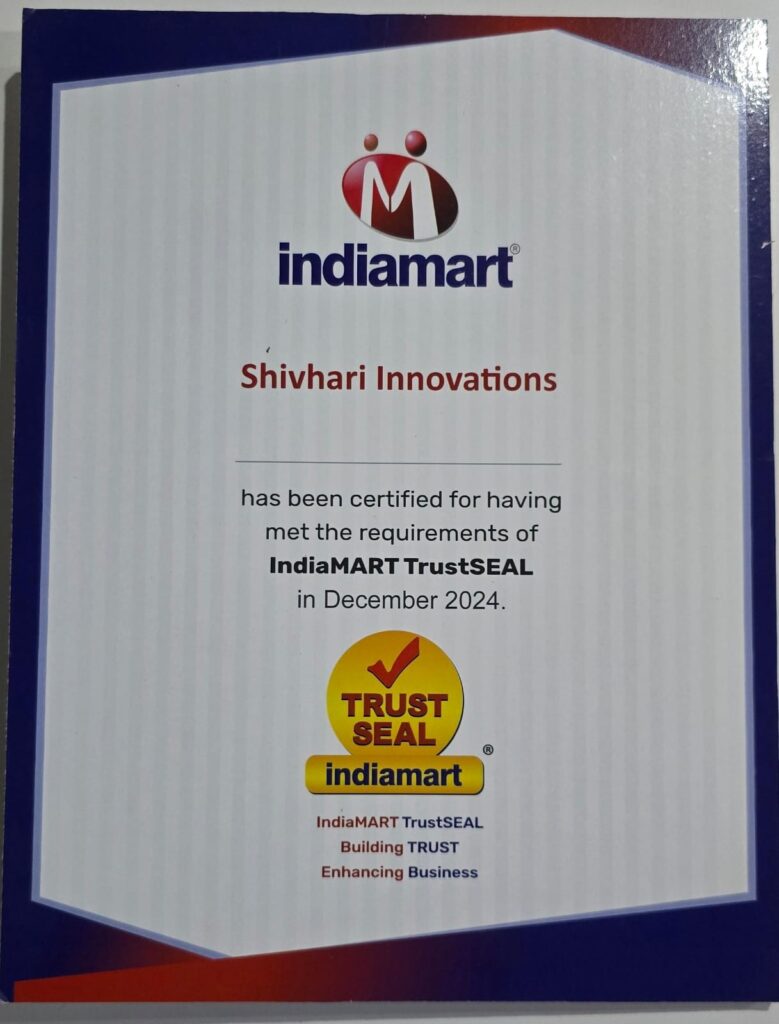 indiamart®
Shivhari Innovations
has been certified for having
met the requirements of
IndiaMART TrustSEAL
in December 2024.
TRUST
SEAL
indiamart ®
IndiaMART TrustSEAL
Building TRUST
Enhancing Business